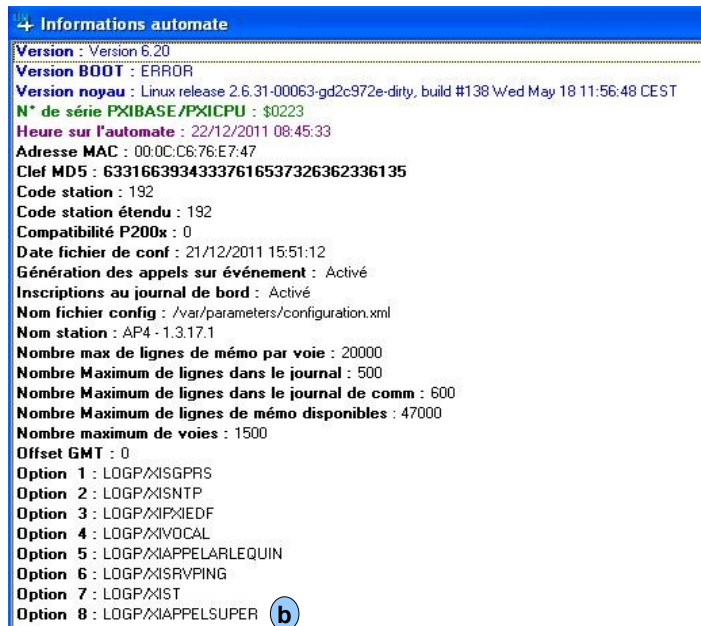 Informations automate
Version : Version 6.20
Version BOOT : ERROR
Version noyau : Linux release 2.6.31-00063-gd2c972e-dirty, build #138 Wed May 18 11:56:48 CEST
N° de série PXIBASE/PXICPU : $0223
Heure sur l'automate : 22/12/2011 08:45:33
Adresse MAC : 00:0C:C6:76:E7:47
Clef MD5 : 63316639343337616537326362336135
Code station : 192
Code station étendu : 192
Compatibilité P200x : 0
Date fichier de conf : 21/12/2011 15:51:12
Génération des appels sur événement : Activé
Inscriptions au journal de bord : Activé
Nom fichier config : /var/parameters/configuration.xml
Nom station : AP4 - 1.3.17.1
Nombre max de lignes de mémo par voie : 20000
Nombre Maximum de lignes dans le journal : 500
Nombre Maximum de lignes dans le journal de comm : 600
Nombre Maximum de lignes de mémo disponibles : 47000
Nombre maximum de voies : 1500
Offset GMT : 0
Option 1 : LOGP/XISGPRS
Option 2 : LOGP/XISNTP
Option 3 : LOGP/XIPXIEDF
Option 4 : LOGP/XIVOCAL
Option 5 : LOGP/XIAPPELARLEQUIN
Option 6 : LOGP/XISRVPING
Option 7 : LOGP/XIST
Option 8 : LOGP/XIAPPELSUPER b